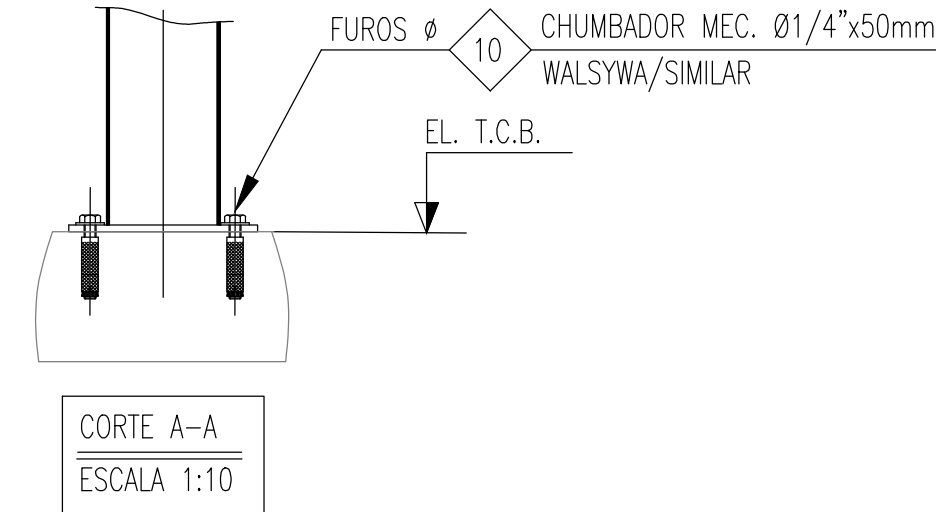 FUROS ø
10
CHUMBADOR MEC. Ø1/4"x50mm
WALSYWA/SIMILAR
EL. T.C.B.
CORTE A-A
ESCALA 1:10